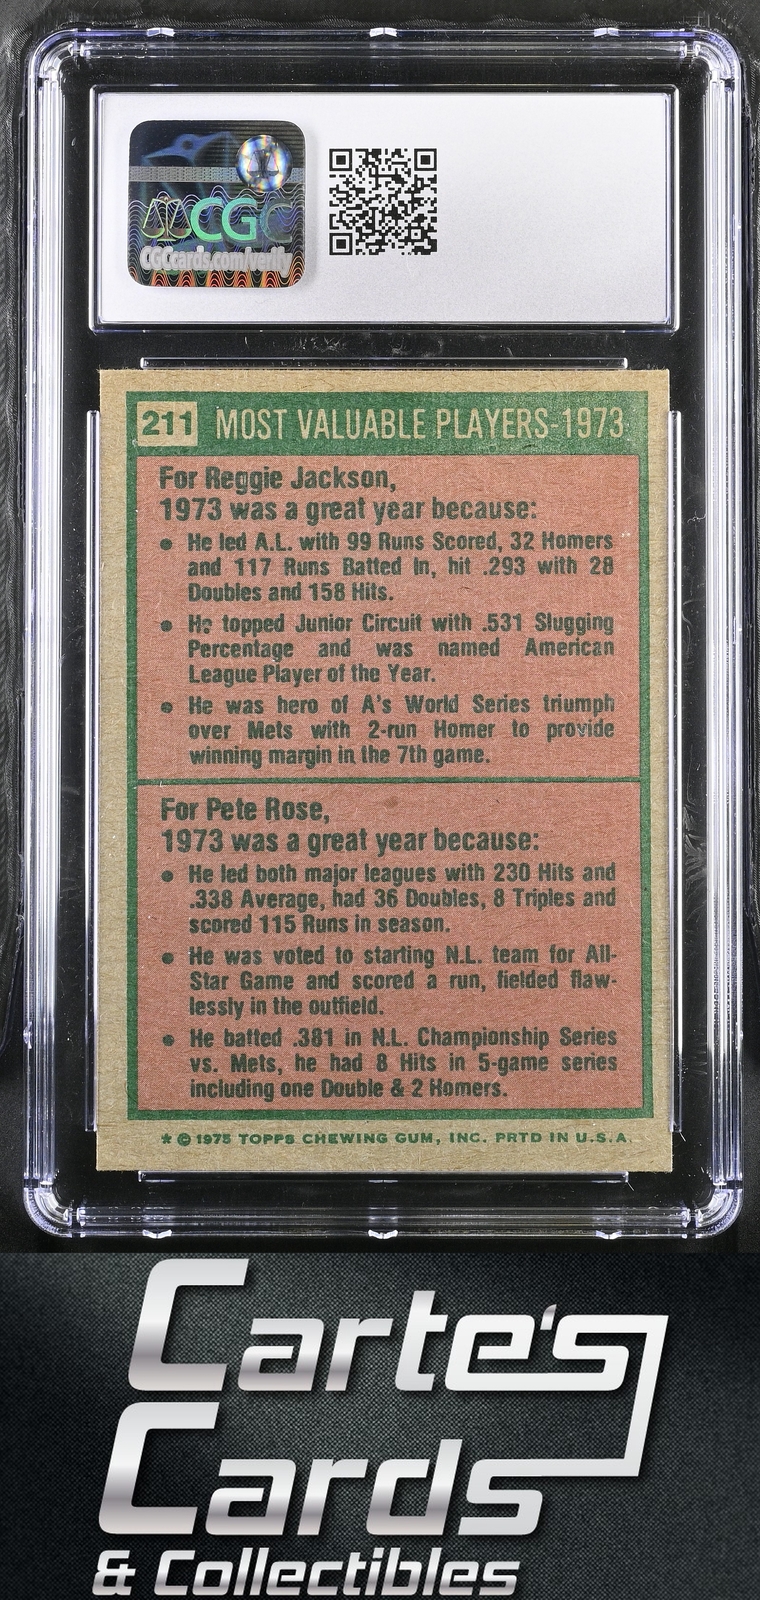 CGC
CGCcards.com/verify
211 MOST VALUABLE PLAYERS-1973
For Reggie Jackson,
1973 was a great year because:
● He led A.L. with 99 Runs Scored, 32 Homers
and 117 Runs Batted In, hit .293 with 28
Doubles and 158 Hits.
● He topped Junior Circuit with .531 Slugging
Percentage and was named American
League Player of the Year.
● He was hero of A's World Series triumph
over Mets with 2-run Homer to provide
winning margin in the 7th game.
For Pete Rose,
1973 was a great year because:
● He led both major leagues with 230 Hits and
.338 Average, had 36 Doubles, 8 Triples and
scored 115 Runs in season.
● He was voted to starting N.L. team for All-
Star Game and scored a run, fielded flaw-
lessly in the outfield.
● He batted .381 in N.L. Championship Series
vs. Mets, he had 8 Hits in 5-game series
including one Double & 2 Homers.
* © 1975 TOPPS CHEWING GUM, INC. PRTD IN U.S.A.
Carte's
Cards
& Collectibles